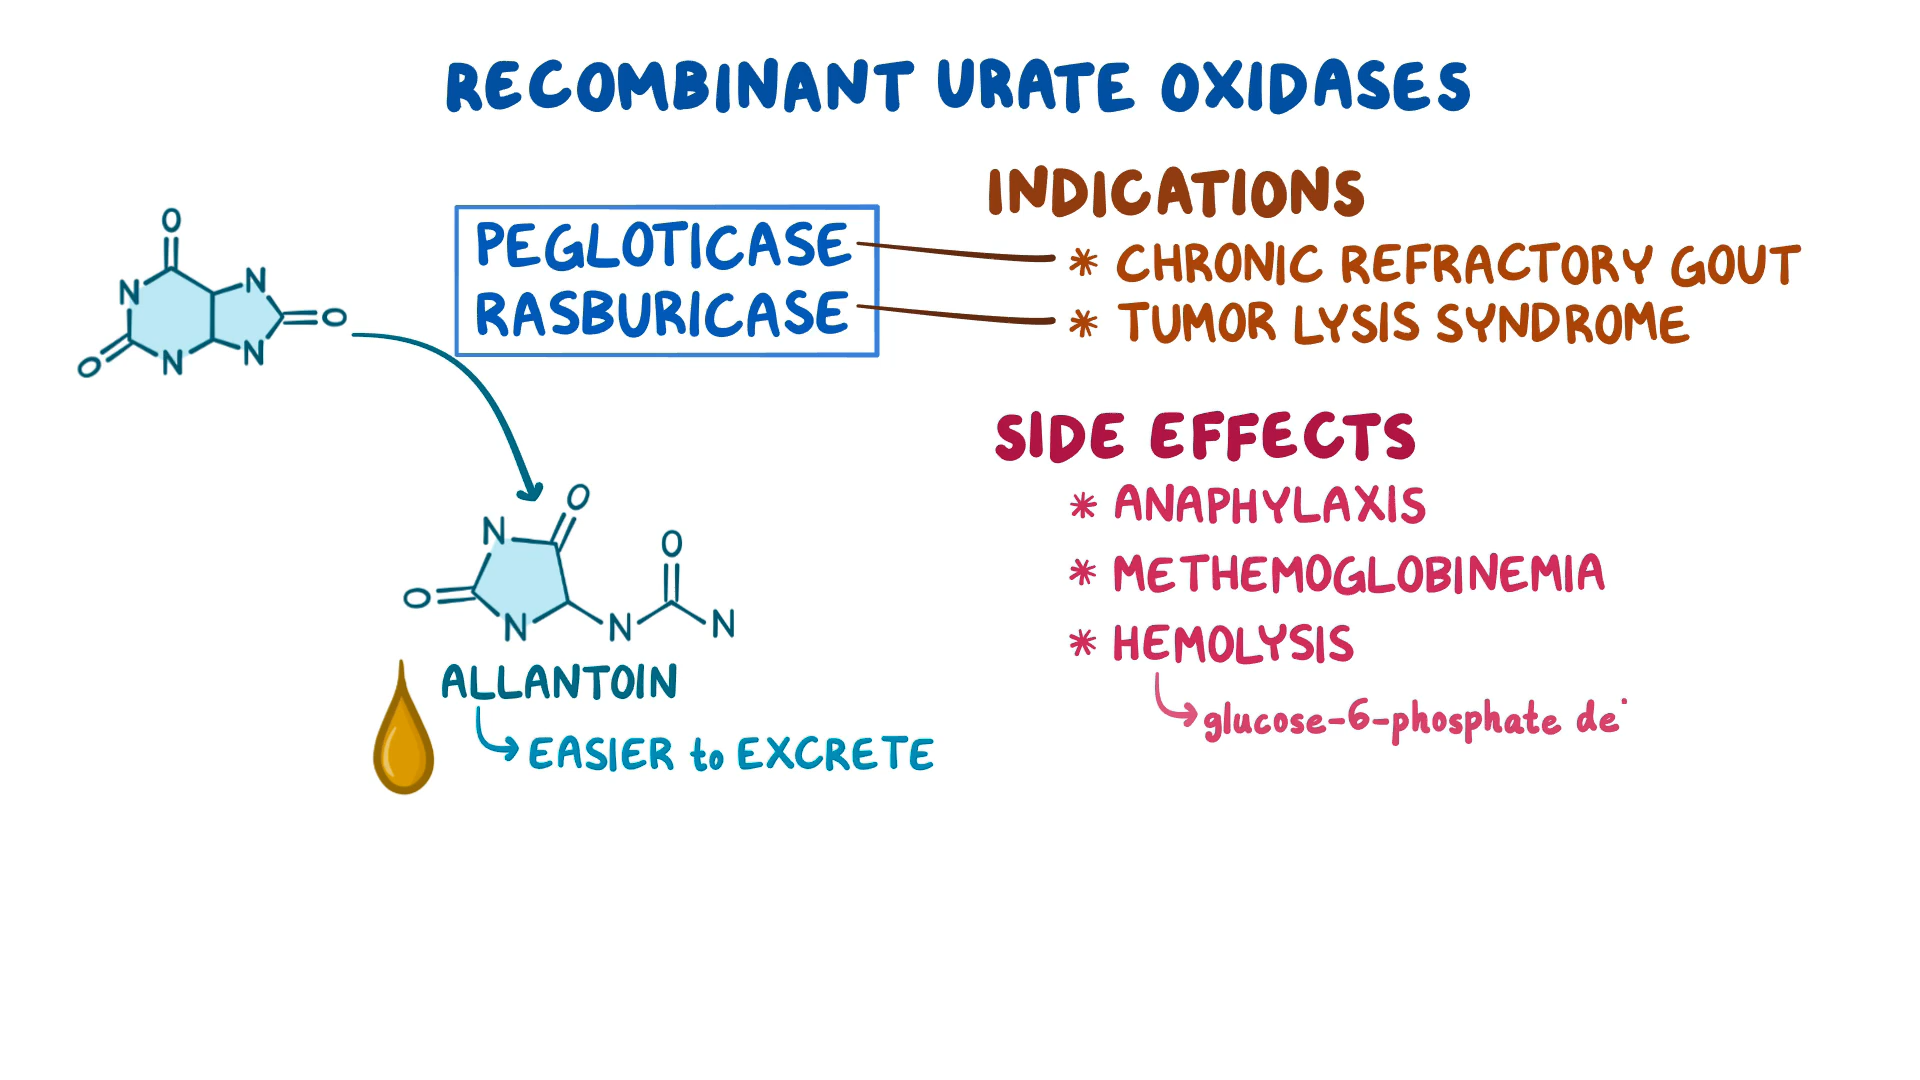 RECOMBINANT URATE OXIDASES
PEGLOTICASE
RASBURICASE
INDICATIONS
* CHRONIC REFRACTORY GOUT
* TUMOR LYSIS SYNDROME
SIDE EFFECTS
* ANAPHYLAXIS
* METHEMOGLOBINEMIA
* HEMOLYSIS
glucose-6-phosphate de
O
N
N
O
N
N
O
O
N
O
O
N
N
N
ALLANTOIN
EASIER to EXCRETE